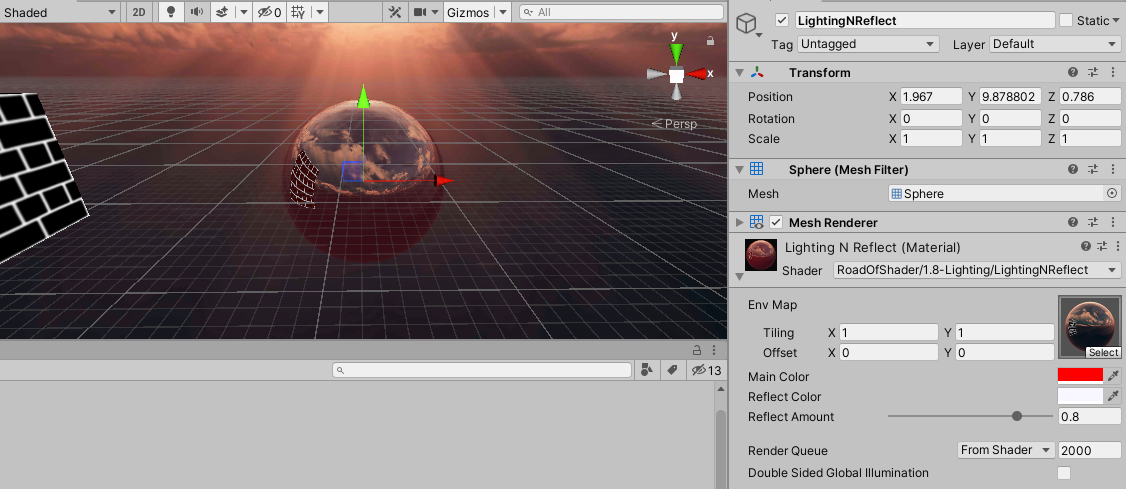 Shaded
2D
0
Gizmos
All
y
x
Persp
13
LightingNReflect
Static
Tag Untagged Layer Default
Transform
Position X 1.967 Y 9.878802 Z 0.786
Rotation X 0 Y 0 Z 0
Scale X 1 Y 1 Z 1
Sphere (Mesh Filter)
Mesh Sphere
Mesh Renderer
Lighting N Reflect (Material)
Shader RoadOfShader/1.8-Lighting/LightingNReflect
Env Map
Tiling X 1 Y 1
Offset X 0 Y 0
Select
Main Color
Reflect Color
Reflect Amount 0.8
Render Queue From Shader 2000
Double Sided Global Illumination